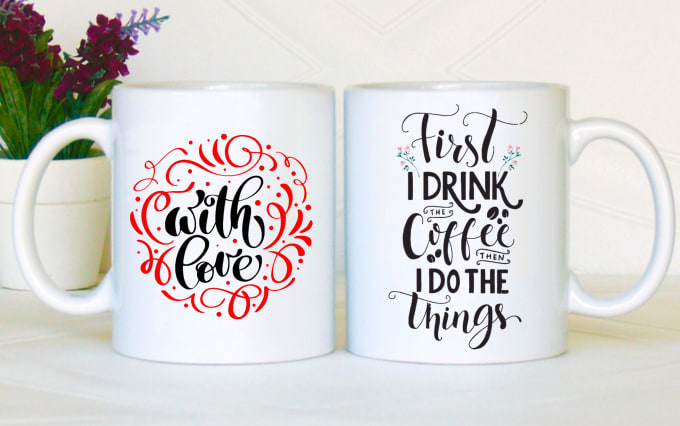 with
love
First
I DRINK
THE
Coffee
THEN
I DO THE
things